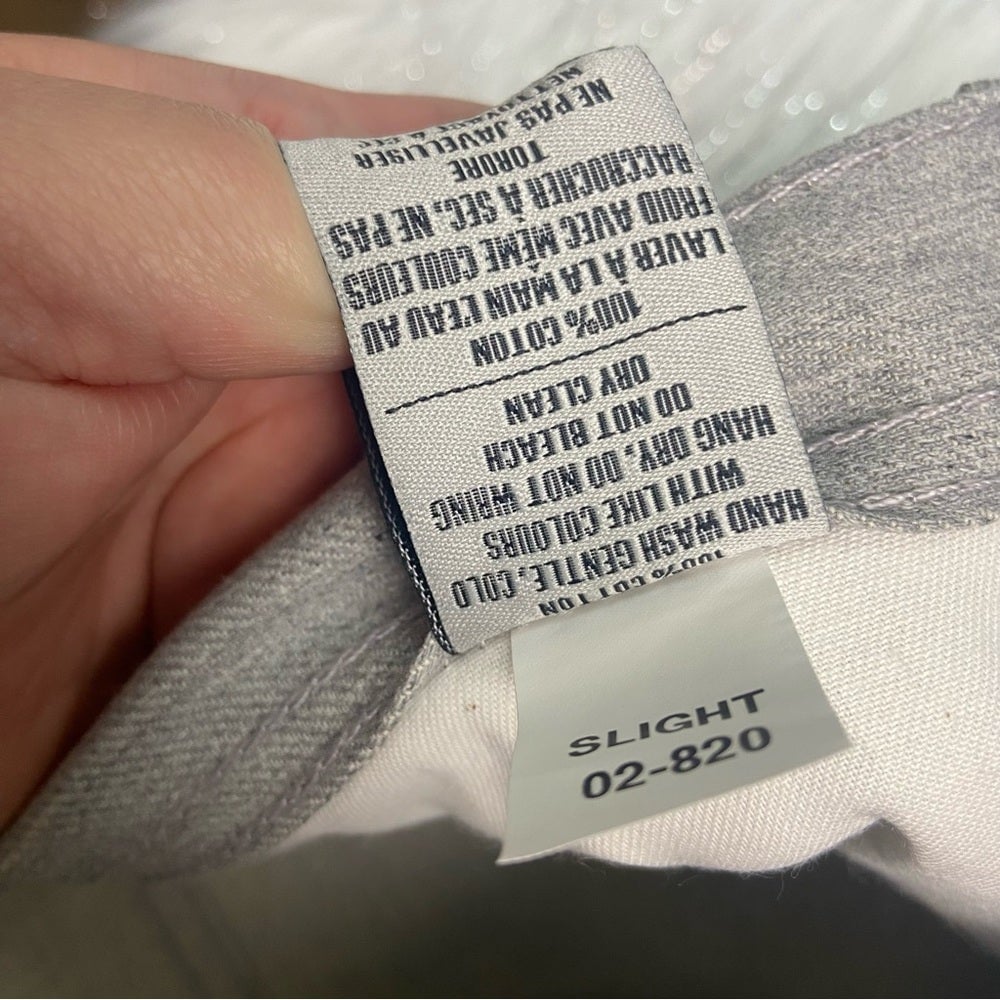 100% COTTON
HAND WASH GENTLE, COLD
WITH LIKE COLOURS
HANG DRY, DO NOT WRING
DO NOT BLEACH
DRY CLEAN
100% COTON
LAVER À LA MAIN L'EAU AU
FROID AVEC MÊME COULEURS
RACCROCHER À SEC, NE PAS
TORDRE
NE PAS JAVELLISER
SLIGHT
02-820